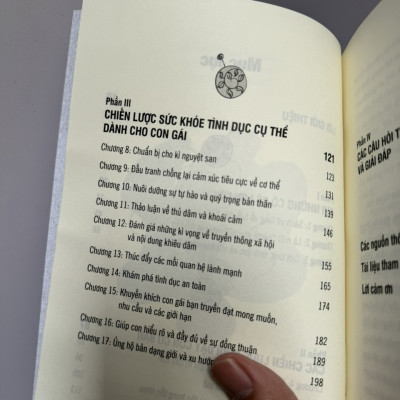 Phần III
CHIẾN LƯỢC SỨC KHỎE TÌNH DỤC CỤ THỂ
DÀNH CHO CON GÁI 121
Chương 8: Chuẩn bị cho kì nguyệt san 123
Chương 9: Đấu tranh chống lại cảm xúc tiêu cực về cơ thể 131
Chương 10: Nuôi dưỡng sự tự hào và quý trọng bản thân 139
Chương 11: Thảo luận về thủ dâm và khoái cảm 146
Chương 12: Đánh giá những kì vọng về truyền thông xã hội
và nội dung khiêu dâm 155
Chương 13: Thúc đẩy các mối quan hệ lành mạnh 165
Chương 14: Khám phá tình dục an toàn 174
Chương 15: Khuyến khích con gái bạn truyền đạt mong muốn,
nhu cầu và các giới hạn 182
Chương 16: Giúp con hiểu rõ và đầy đủ về sự đồng thuận 189
Chương 17: Ủng hộ bản dạng giới và xu hướng 198
Phần IV
CÁC CÂU HỎI
VÀ GIẢI ĐÁP
Các nguồn
Tài liệu tham
Lời cảm ơn